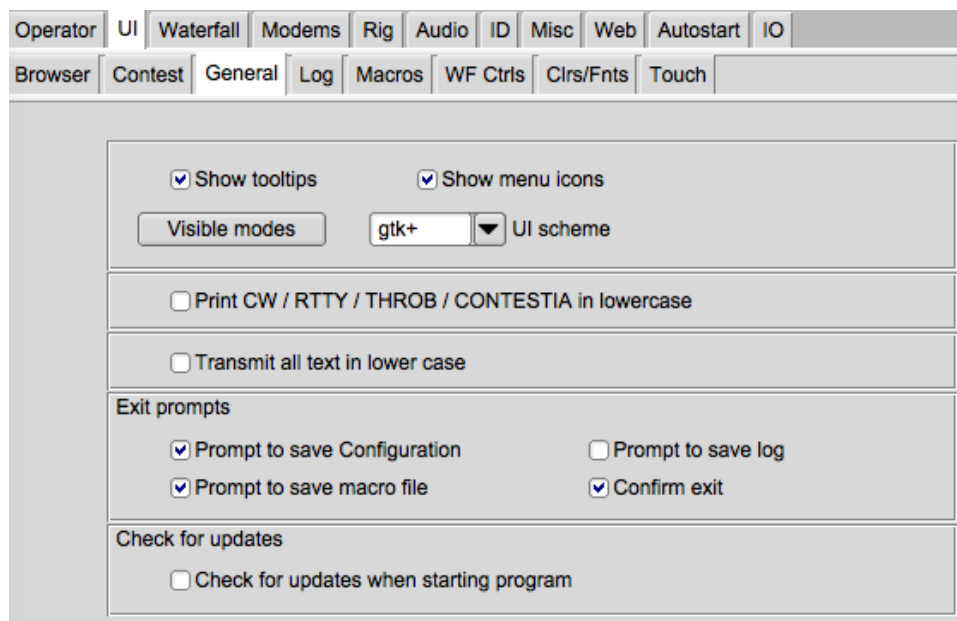 Operator UI Waterfall Modems Rig Audio ID Misc Web Autostart IO
Browser Contest General Log Macros WF Ctrls Clrs/Fnts Touch
Show tooltips Show menu icons
Visible modes gtk+ UI scheme
Print CW / RTTY / THROB / CONTESTIA in lowercase
Transmit all text in lower case
Exit prompts
Prompt to save Configuration Prompt to save log
Prompt to save macro file Confirm exit
Check for updates
Check for updates when starting program